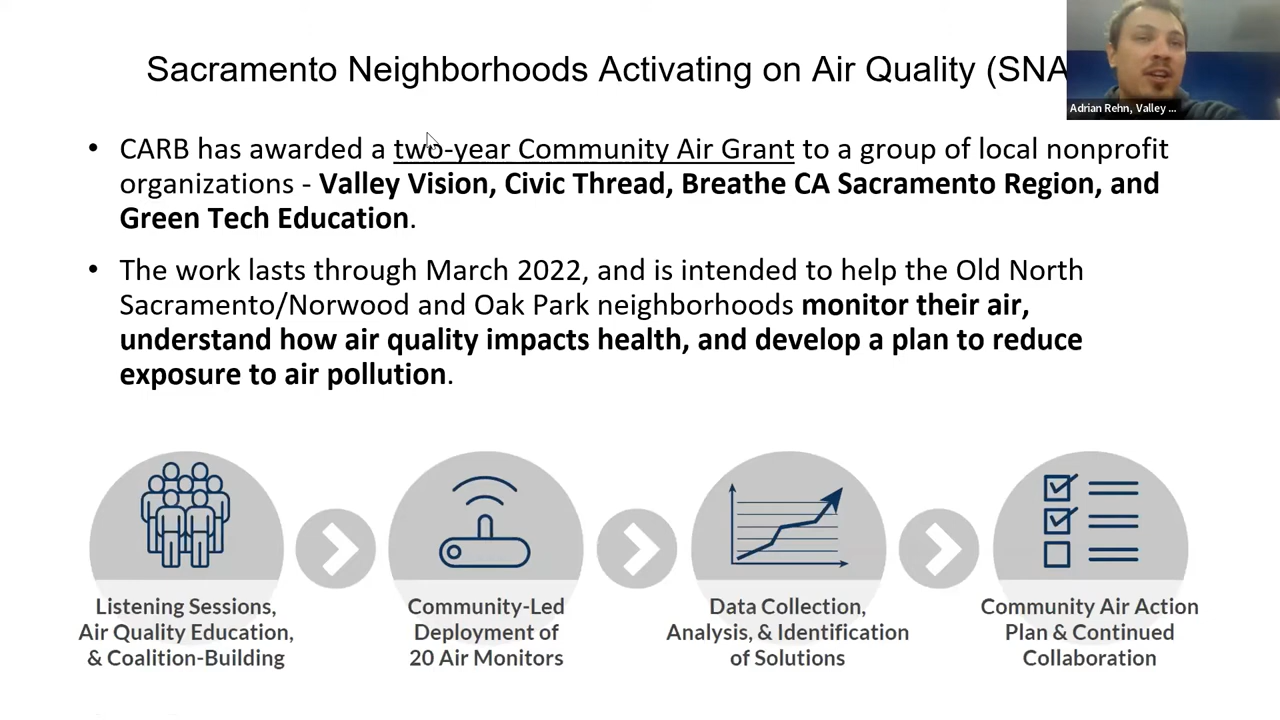 Sacramento Neighborhoods Activating on Air Quality (SNA
Adrian Rehn, Valley ...
• CARB has awarded a two-year Community Air Grant to a group of local nonprofit
organizations - Valley Vision, Civic Thread, Breathe CA Sacramento Region, and
Green Tech Education.
• The work lasts through March 2022, and is intended to help the Old North
Sacramento/Norwood and Oak Park neighborhoods monitor their air,
understand how air quality impacts health, and develop a plan to reduce
exposure to air pollution.
Listening Sessions,
Air Quality Education,
& Coalition-Building
Community-Led
Deployment of
20 Air Monitors
Data Collection,
Analysis, & Identification
of Solutions
Community Air Action
Plan & Continued
Collaboration